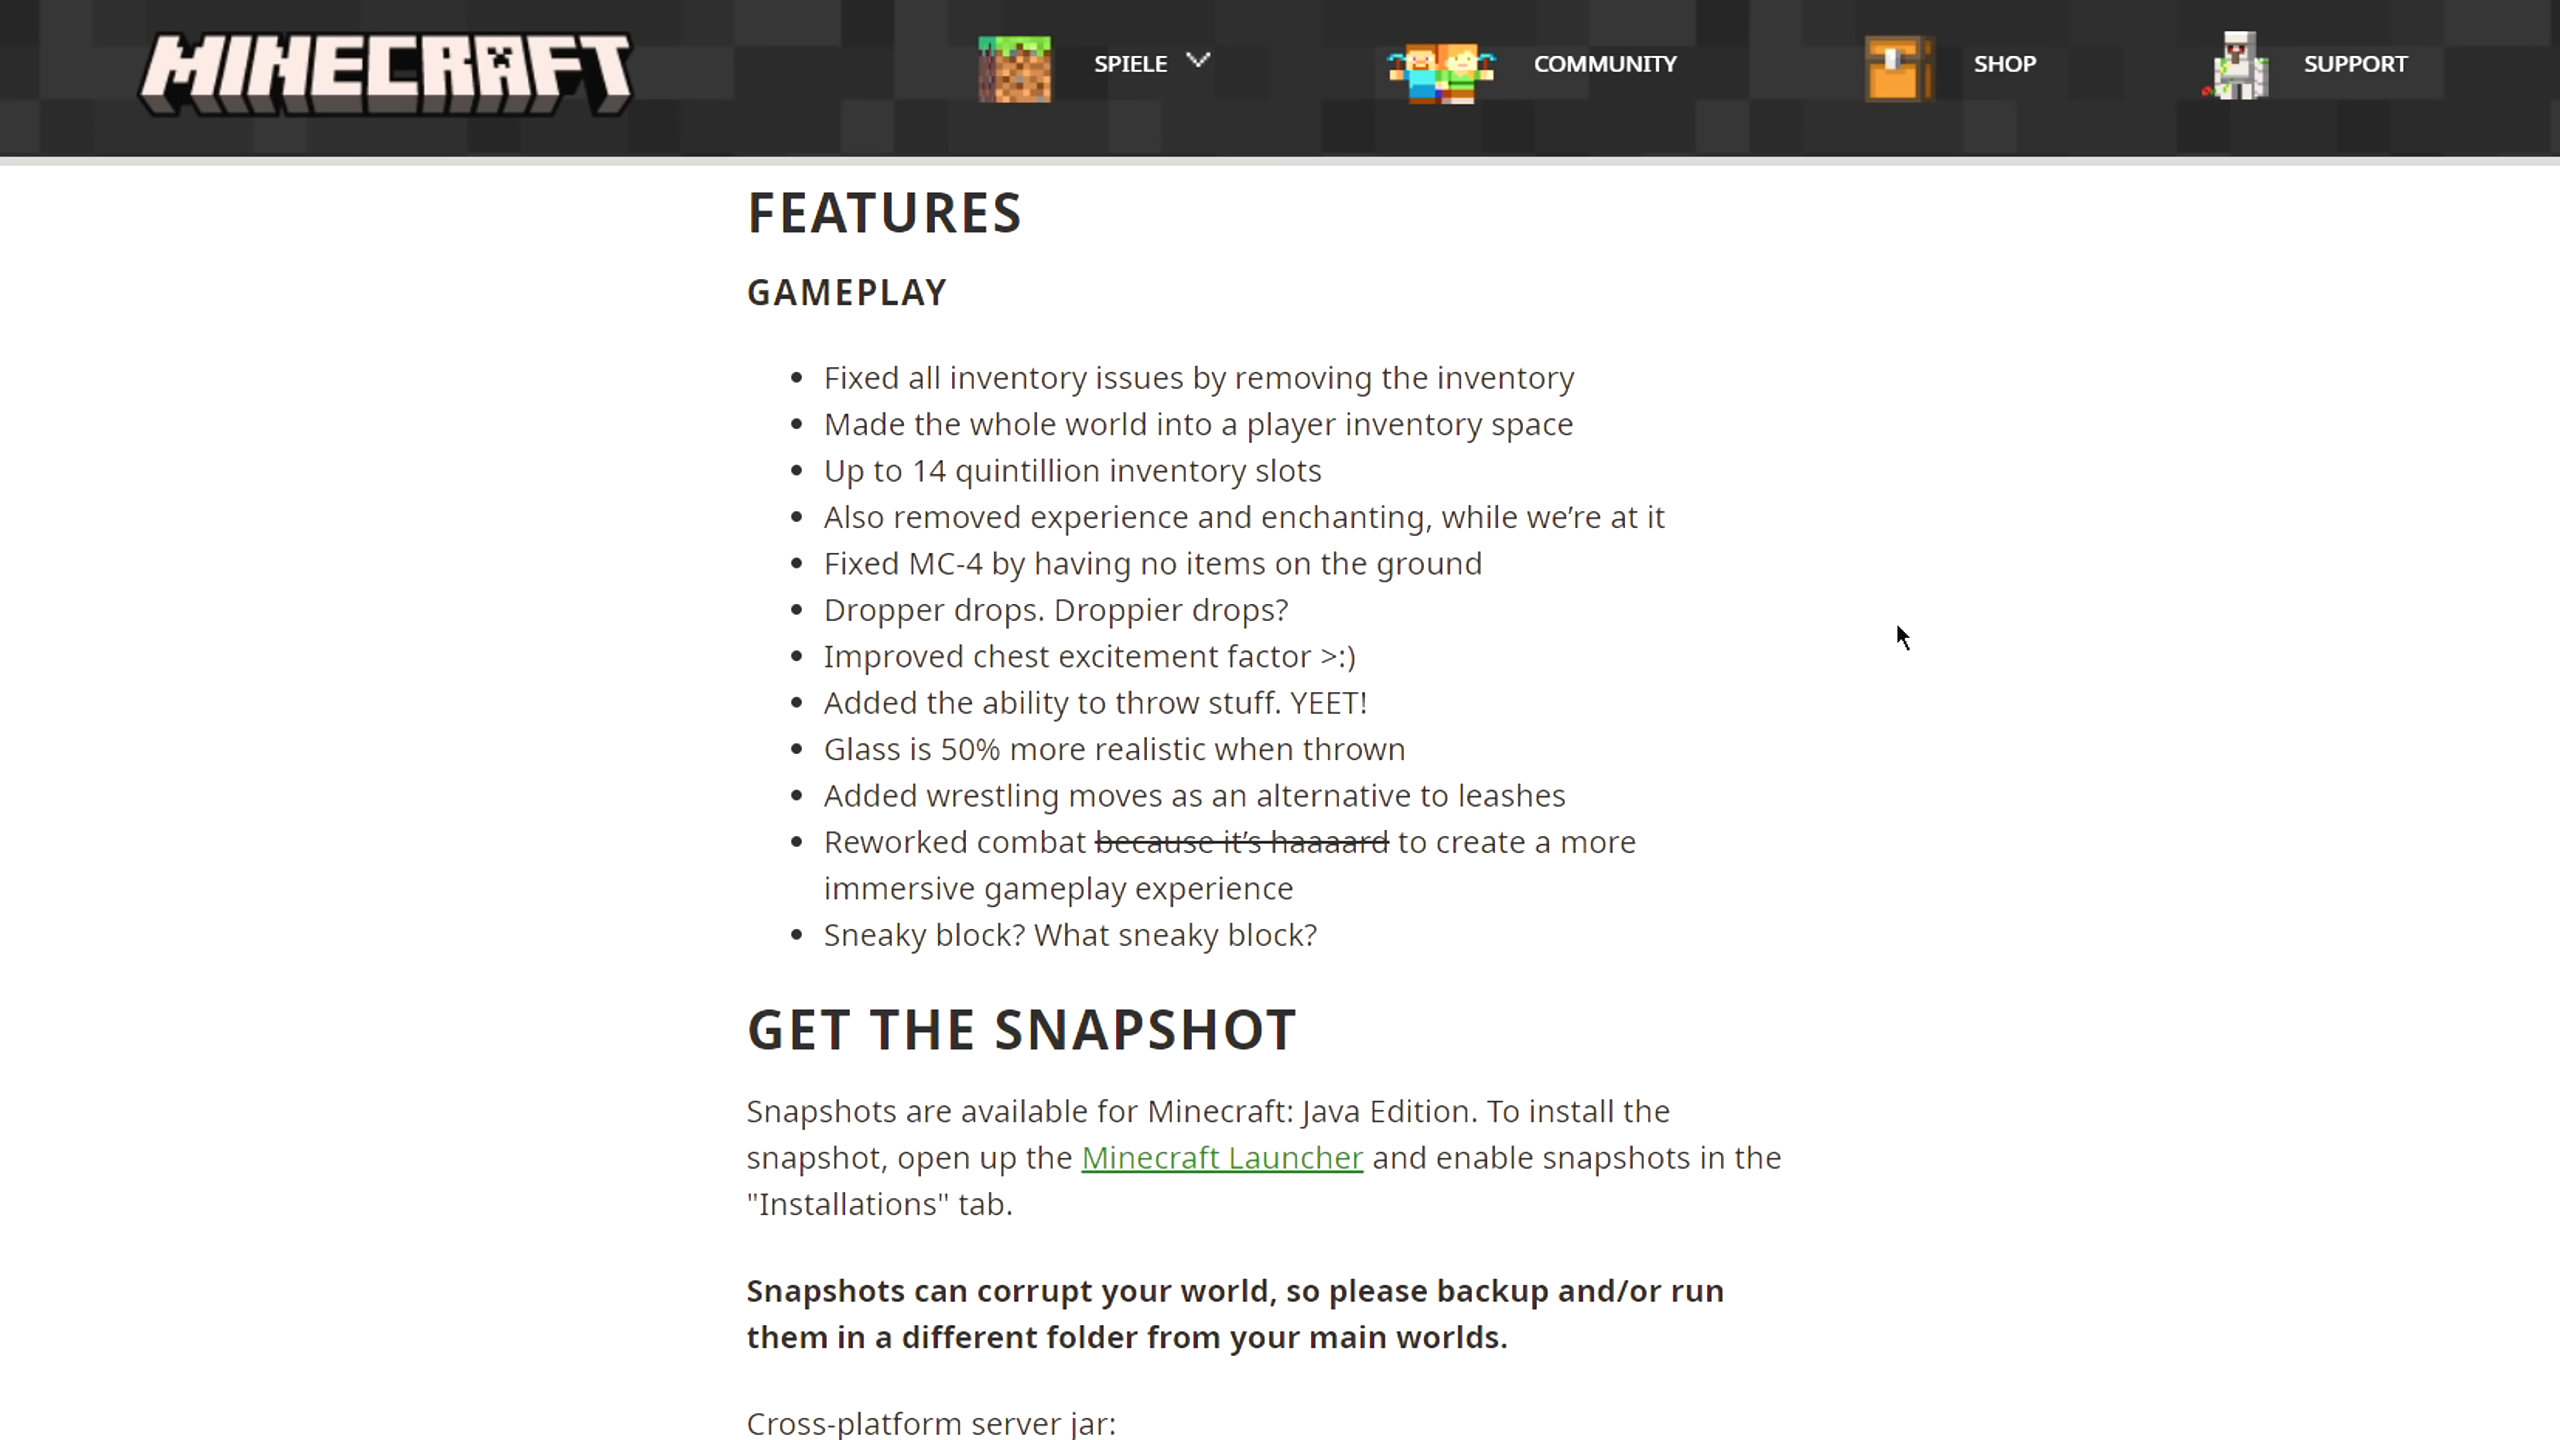 MINECRAFT
SPIELE
COMMUNITY
SHOP
SUPPORT
FEATURES
GAMEPLAY
Fixed all inventory issues by removing the inventory
Made the whole world into a player inventory space
Up to 14 quintillion inventory slots
Also removed experience and enchanting, while we’re at it
Fixed MC-4 by having no items on the ground
Dropper drops. Droppier drops?
Improved chest excitement factor >:)
Added the ability to throw stuff. YEET!
Glass is 50% more realistic when thrown
Added wrestling moves as an alternative to leashes
Reworked combat because it’s haaaard to create a more
immersive gameplay experience
Sneaky block? What sneaky block?
GET THE SNAPSHOT
Snapshots are available for Minecraft: Java Edition. To install the
snapshot, open up the Minecraft Launcher and enable snapshots in the
"Installations" tab.
Snapshots can corrupt your world, so please backup and/or run
them in a different folder from your main worlds.
Cross-platform server jar: